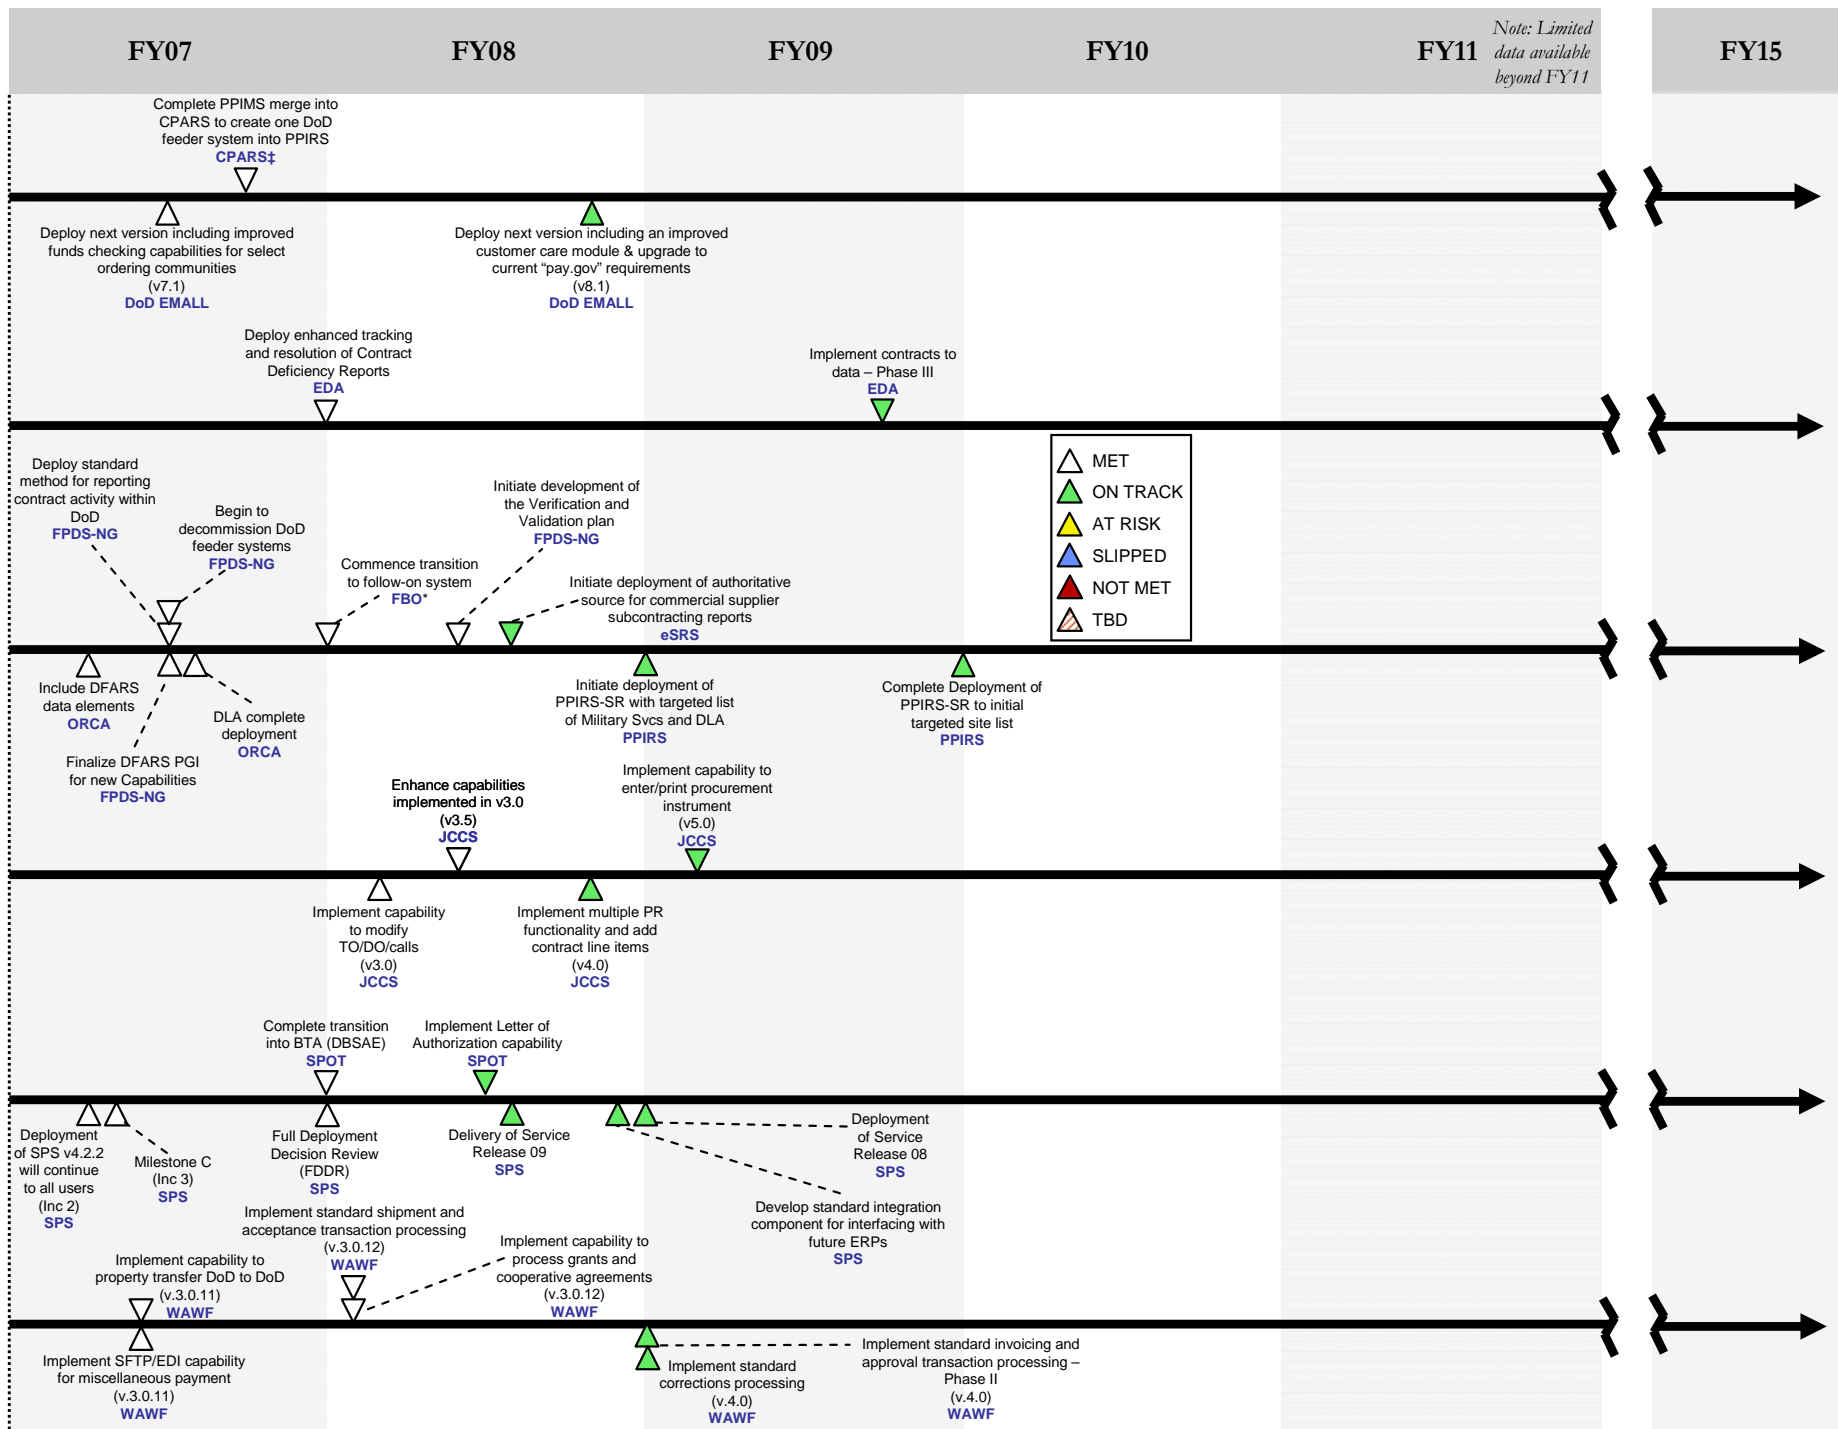 FY07
FY08
FY09
FY10
FY11
Note: Limited
data available
beyond FY11
FY15
Complete PPIMS merge into
CPARS to create one DoD
feeder system into PPIRS
CPARS‡
Deploy next version including improved
funds checking capabilities for select
ordering communities
(v7.1)
DoD EMALL
Deploy next version including an improved
customer care module & upgrade to
current “pay.gov” requirements
(v8.1)
DoD EMALL
Deploy enhanced tracking
and resolution of Contract
Deficiency Reports
EDA
Implement contracts to
data – Phase III
EDA
MET
ON TRACK
AT RISK
SLIPPED
NOT MET
TBD
Deploy standard
method for reporting
contract activity within
DoD
FPDS-NG
Begin to
decommission DoD
feeder systems
FPDS-NG
Commence transition
to follow-on system
FBO*
Initiate development of
the Verification and
Validation plan
FPDS-NG
Initiate deployment of authoritative
source for commercial supplier
subcontracting reports
eSRS
Include DFARS
data elements
ORCA
Finalize DFARS PGI
for new Capabilities
FPDS-NG
DLA complete
deployment
ORCA
Initiate deployment of
PPIRS-SR with targeted list
of Military Svcs and DLA
PPIRS
Complete Deployment of
PPIRS-SR to initial
targeted site list
PPIRS
Enhance capabilities
implemented in v3.0
(v3.5)
JCCS
Implement capability to
enter/print procurement
instrument
(v5.0)
JCCS
Implement capability
to modify
TO/DO/calls
(v3.0)
JCCS
Implement multiple PR
functionality and add
contract line items
(v4.0)
JCCS
Complete transition
into BTA (DBSAE)
SPOT
Implement Letter of
Authorization capability
SPOT
Deployment
of SPS v4.2.2
will continue
to all users
(Inc 2)
SPS
Milestone C
(Inc 3)
SPS
Full Deployment
Decision Review
(FDDR)
SPS
Delivery of Service
Release 09
SPS
Deployment
of Service
Release 08
SPS
Develop standard integration
component for interfacing with
future ERPs
SPS
Implement capability to
property transfer DoD to DoD
(v.3.0.11)
WAWF
Implement standard shipment and
acceptance transaction processing
(v.3.0.12)
WAWF
Implement capability to
process grants and
cooperative agreements
(v.3.0.12)
WAWF
Implement SFTP/EDI capability
for miscellaneous payment
(v.3.0.11)
WAWF
Implement standard
corrections processing
(v.4.0)
WAWF
Implement standard invoicing and
approval transaction processing –
Phase II
(v.4.0)
WAWF